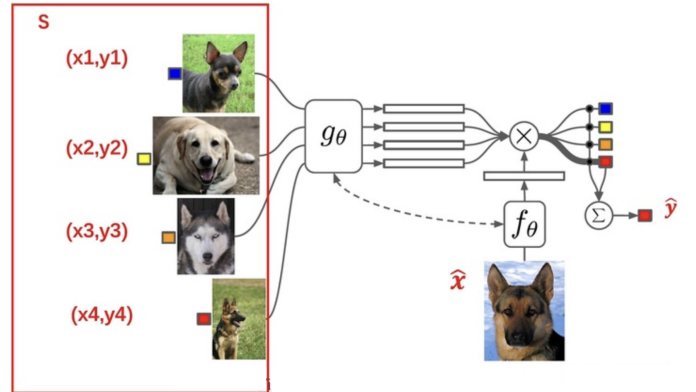 S
(x1,y1)
(x2,y2)
(x3,y3)
(x4,y4)
gθ
×
fθ
Σ
ŷ
x̂